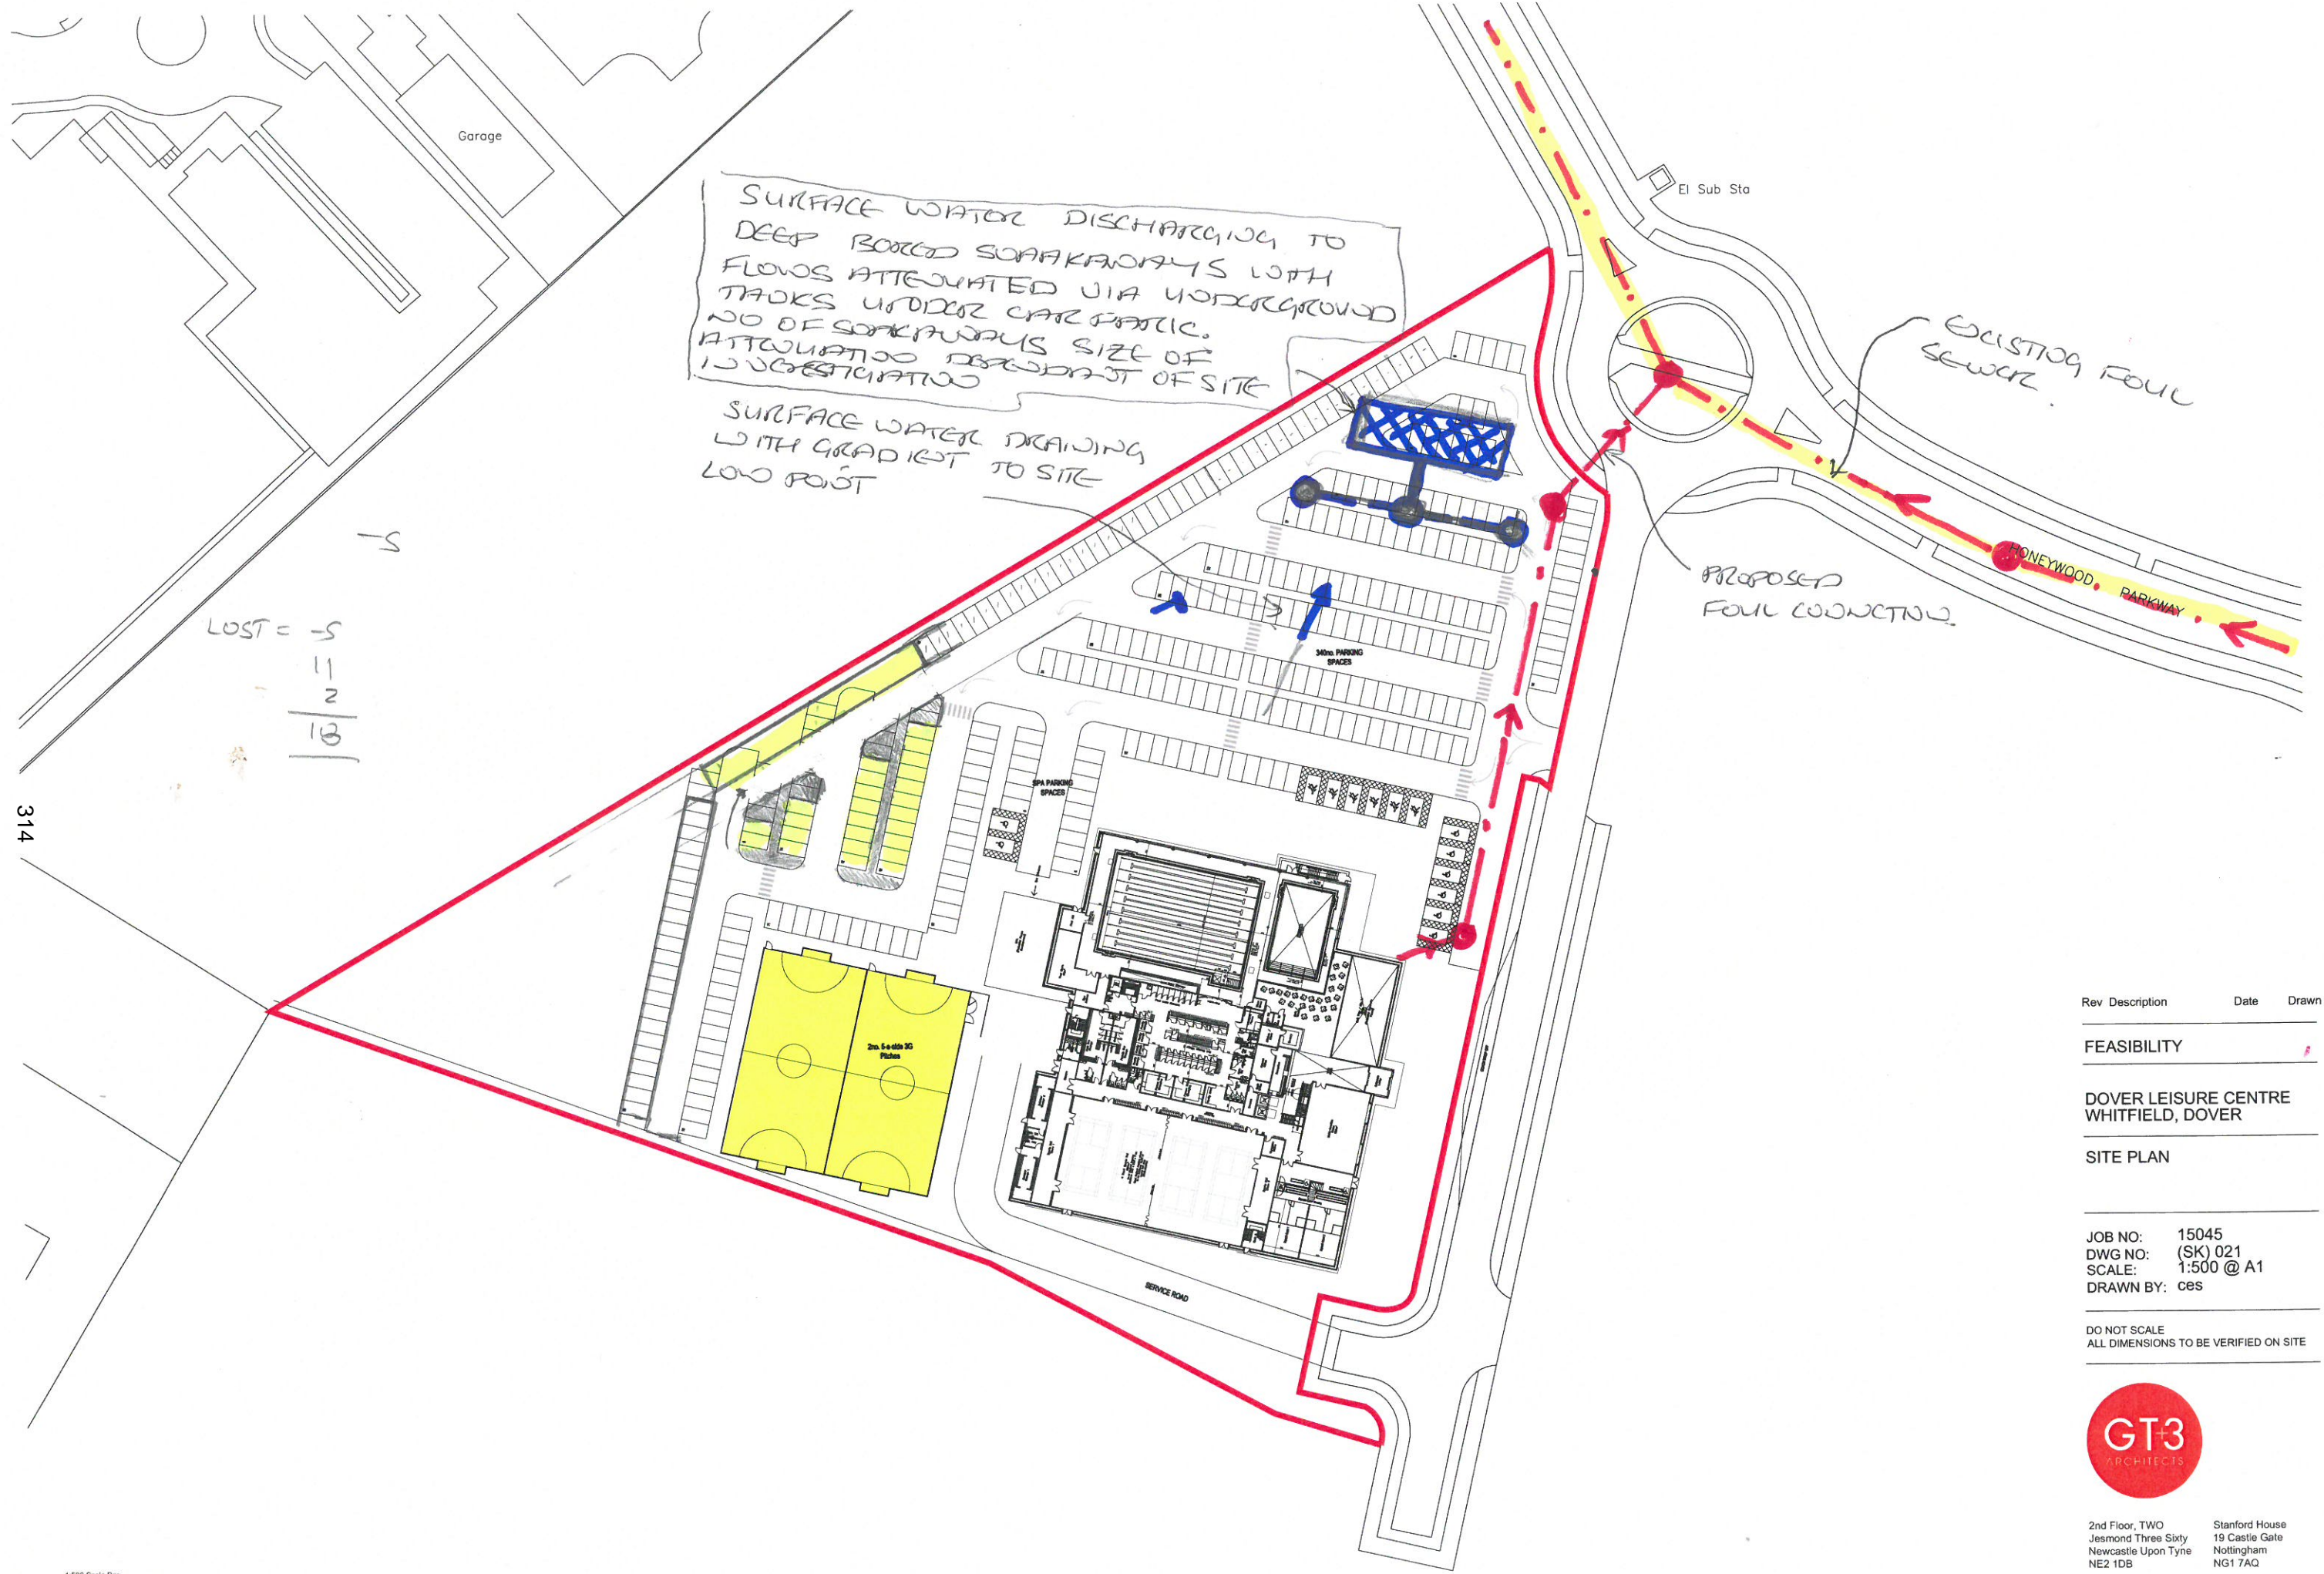 Garage
El Sub Sta
SURFACE WATER DISCHARGING TO
DEEP BORED SOAKAWAYS WITH
FLOWS ATTENUATED VIA UNDERGROUND
TANKS UNDER CAR PARK.
NO OF SOAKAWAYS SIZE OF
ATTENUATION DEPENDANT OF SITE
INVESTIGATION
SURFACE WATER DRAINING
WITH GRADIENT TO SITE
LOW POINT
EXISTING FOUL
SEWER.
HONEYWOOD PARKWAY
PROPOSED
FOUL CONNCTION.
-5
LOST = -5
11
2
18
340no. PARKING
SPACES
SPA PARKING
SPACES
2no. 5-a-side 3G
Pitches
SERVICE ROAD
314
Rev Description Date Drawn
FEASIBILITY
DOVER LEISURE CENTRE
WHITFIELD, DOVER
SITE PLAN
JOB NO: 15045
DWG NO: (SK) 021
SCALE: 1:500 @ A1
DRAWN BY: ces
DO NOT SCALE
ALL DIMENSIONS TO BE VERIFIED ON SITE
GT+3
ARCHITECTS
2nd Floor, TWO
Jesmond Three Sixty
Newcastle Upon Tyne
NE2 1DB
Stanford House
19 Castle Gate
Nottingham
NG1 7AQ